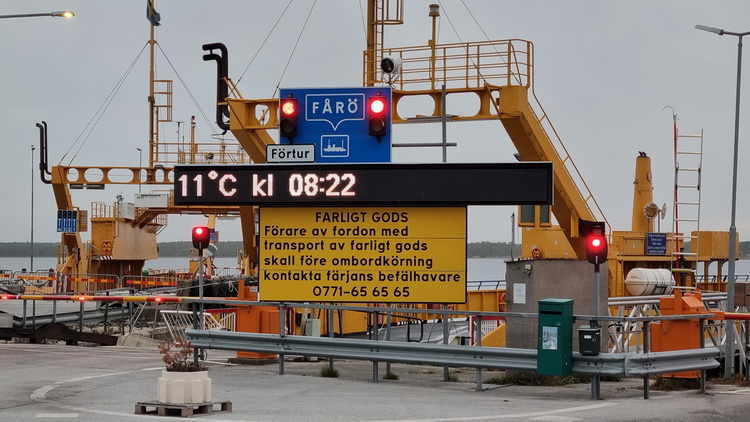 FÅRÖ
Förtur
11°C kl 08:22
FARLIGT GODS
Förare av fordon med
transport av farligt gods
skall före ombordkörning
kontakta färjans befälhavare
0771-65 65 65